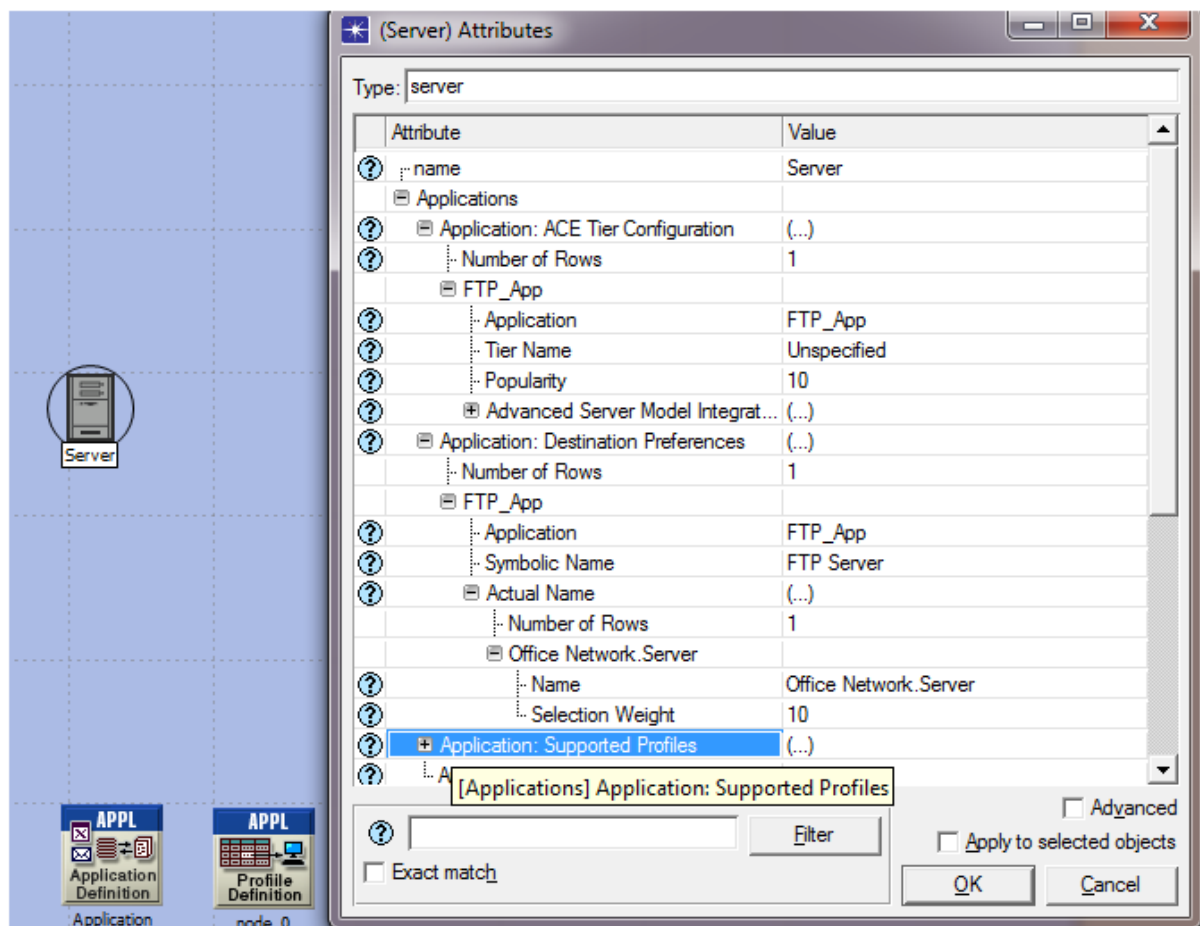 (Server) Attributes
Type: server
Attribute Value
name Server
Applications
Application: ACE Tier Configuration (...)
Number of Rows 1
FTP_App
Application FTP_App
Tier Name Unspecified
Popularity 10
Advanced Server Model Integrat... (...)
Application: Destination Preferences (...)
Number of Rows 1
FTP_App
Application FTP_App
Symbolic Name FTP Server
Actual Name (...)
Number of Rows 1
Office Network.Server
Name Office Network.Server
Selection Weight 10
Application: Supported Profiles (...)
A
[Applications] Application: Supported Profiles
Advanced
Filter
Apply to selected objects
Exact match
OK Cancel
Server
APPL
Application
Definition
Application
APPL
Profiile
Definition
node_0